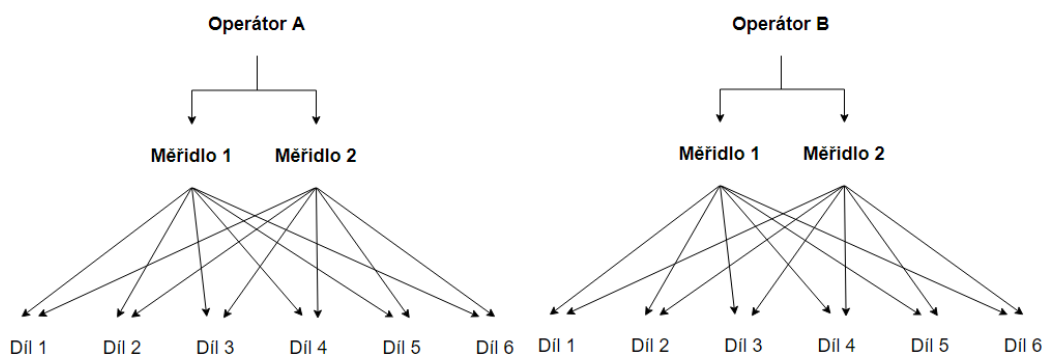 Operátor A
Operátor B
Měřidlo 1
Měřidlo 2
Měřidlo 1
Měřidlo 2
Díl 1
Díl 2
Díl 3
Díl 4
Díl 5
Díl 6
Díl 1
Díl 2
Díl 3
Díl 4
Díl 5
Díl 6